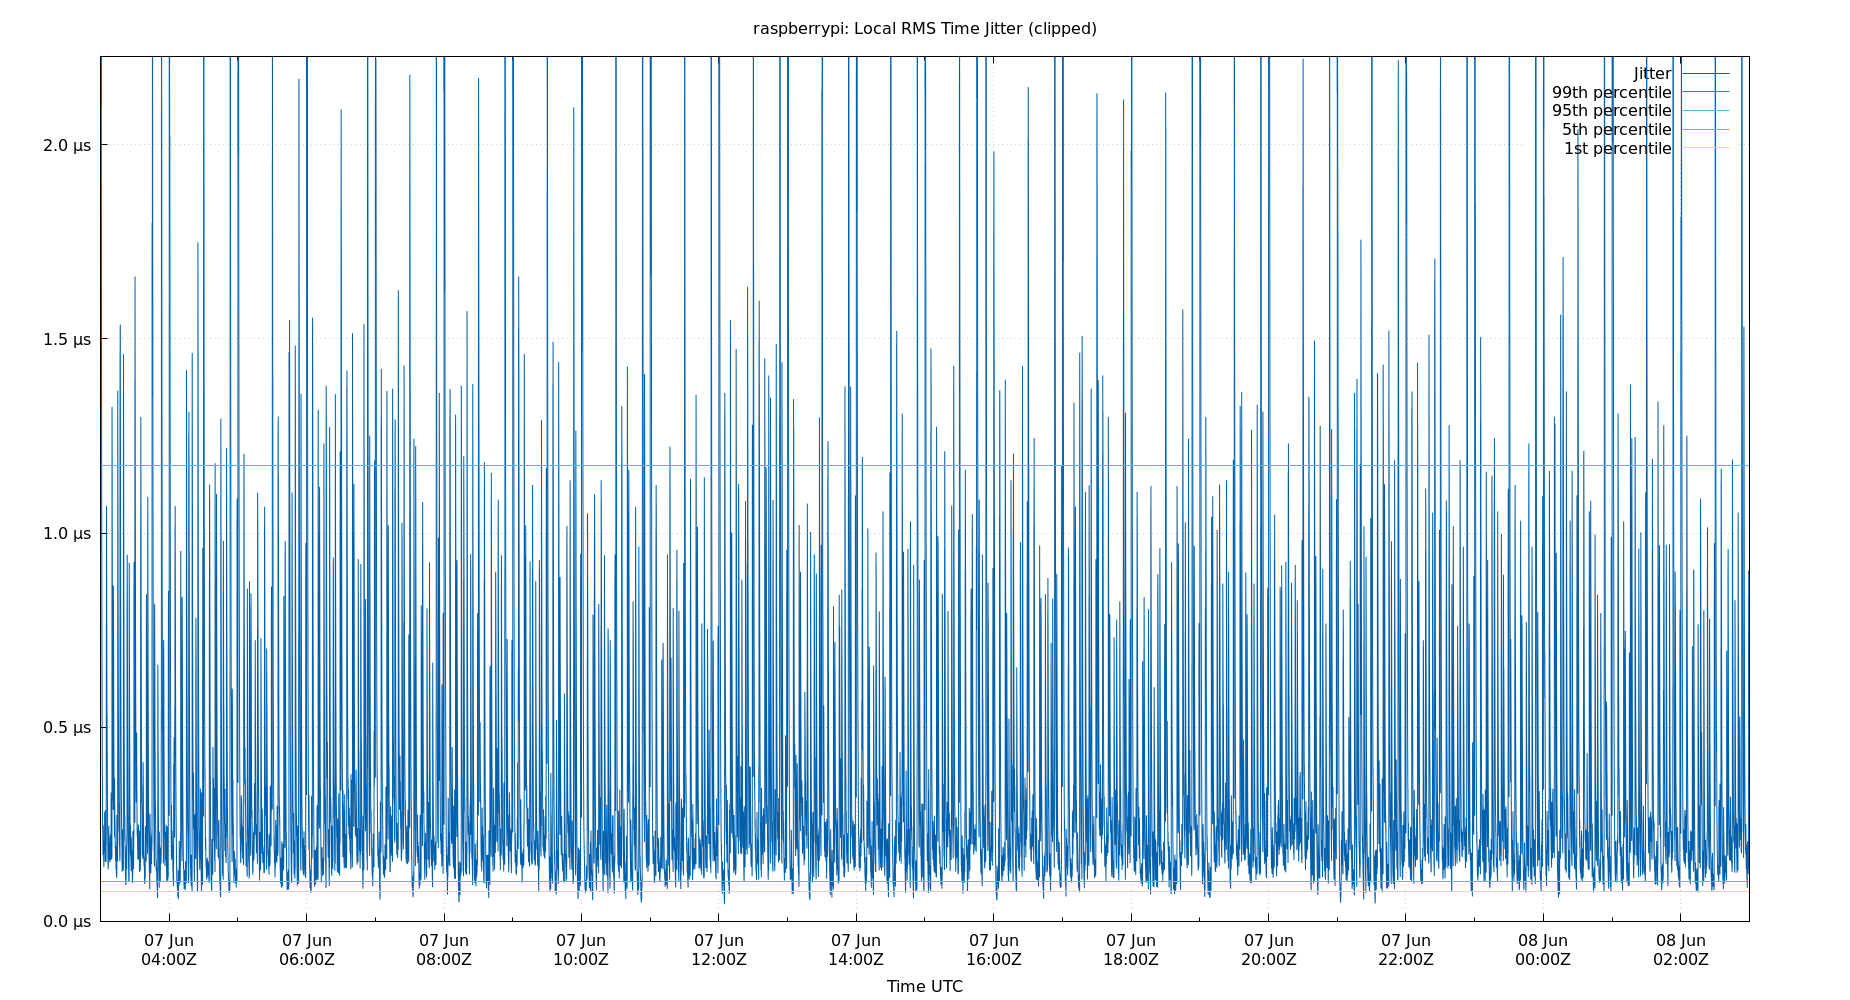 raspberrypi: Local RMS Time Jitter (clipped)
Jitter
99th percentile
95th percentile
5th percentile
1st percentile
2.0 µs
1.5 µs
1.0 µs
0.5 µs
0.0 µs
07 Jun 07 Jun 07 Jun 07 Jun 07 Jun 07 Jun 07 Jun 07 Jun 07 Jun 07 Jun 08 Jun 08 Jun
04:00Z 06:00Z 08:00Z 10:00Z 12:00Z 14:00Z 16:00Z 18:00Z 20:00Z 22:00Z 00:00Z 02:00Z
Time UTC